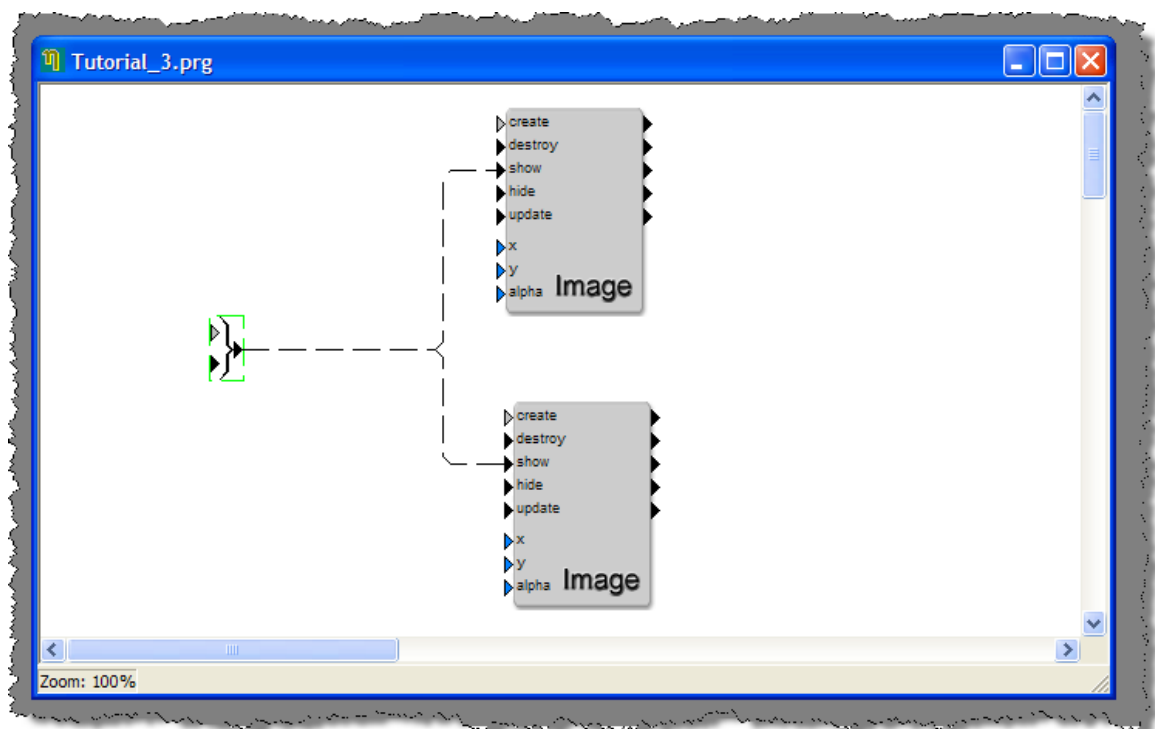 Tutorial_3.prg
create
destroy
show
hide
update
x
y
alpha
Image
create
destroy
show
hide
update
x
y
alpha
Image
Zoom: 100%